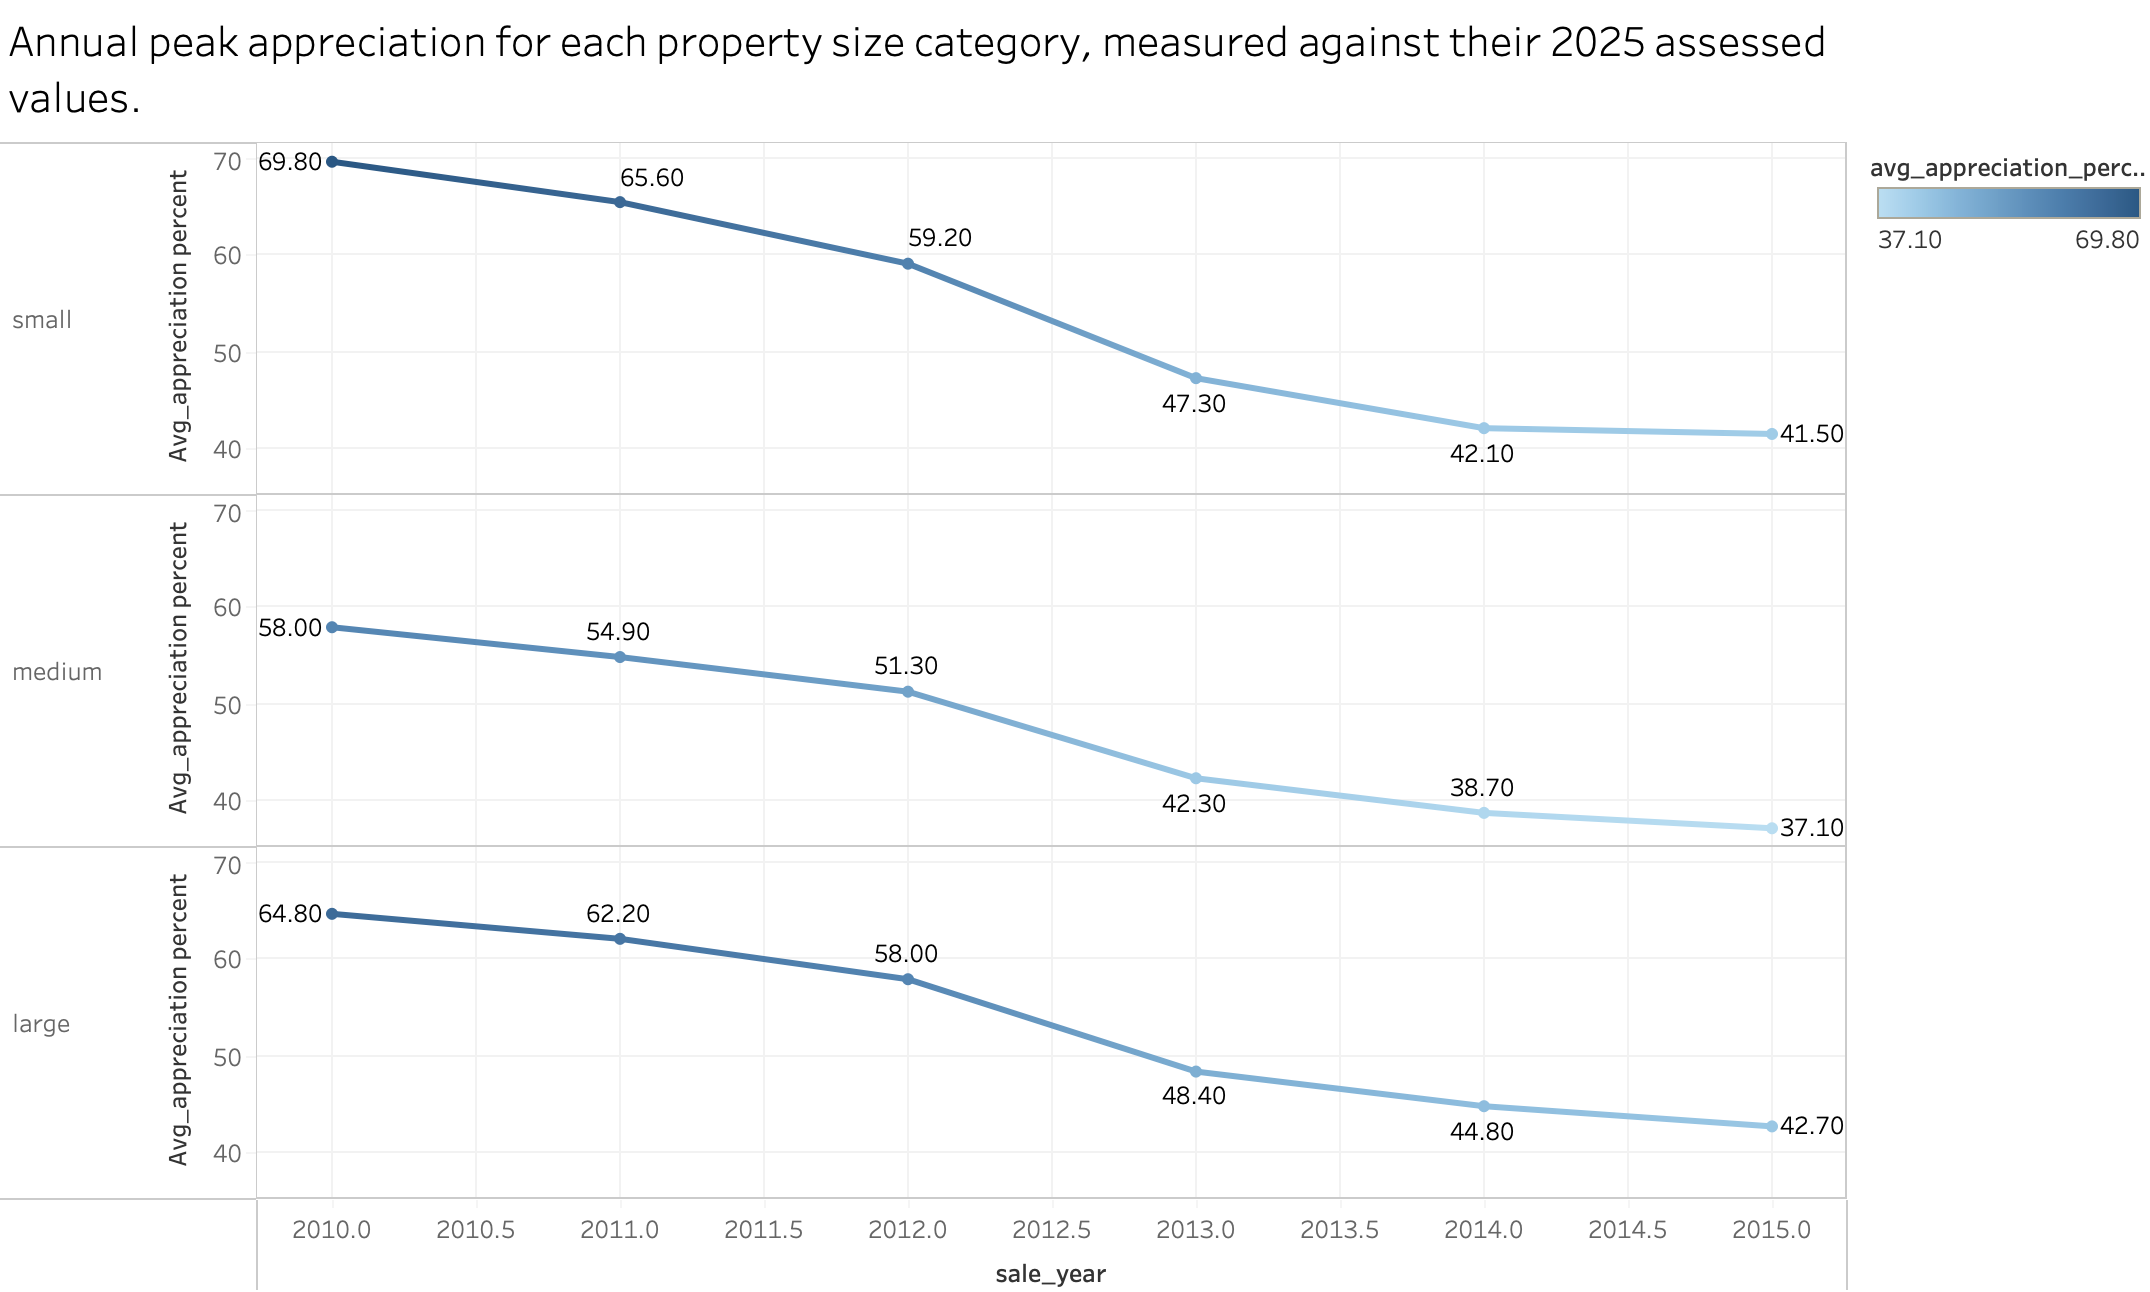 Annual peak appreciation for each property size category, measured against their 2025 assessed
values.
small
Avg_appreciation percent
70
60
50
40
69.80
65.60
59.20
47.30
42.10
41.50
avg_appreciation_perc..
37.10 69.80
medium
Avg_appreciation percent
70
60
50
40
58.00
54.90
51.30
42.30
38.70
37.10
large
Avg_appreciation percent
70
60
50
40
64.80
62.20
58.00
48.40
44.80
42.70
2010.0 2010.5 2011.0 2011.5 2012.0 2012.5 2013.0 2013.5 2014.0 2014.5 2015.0
sale_year